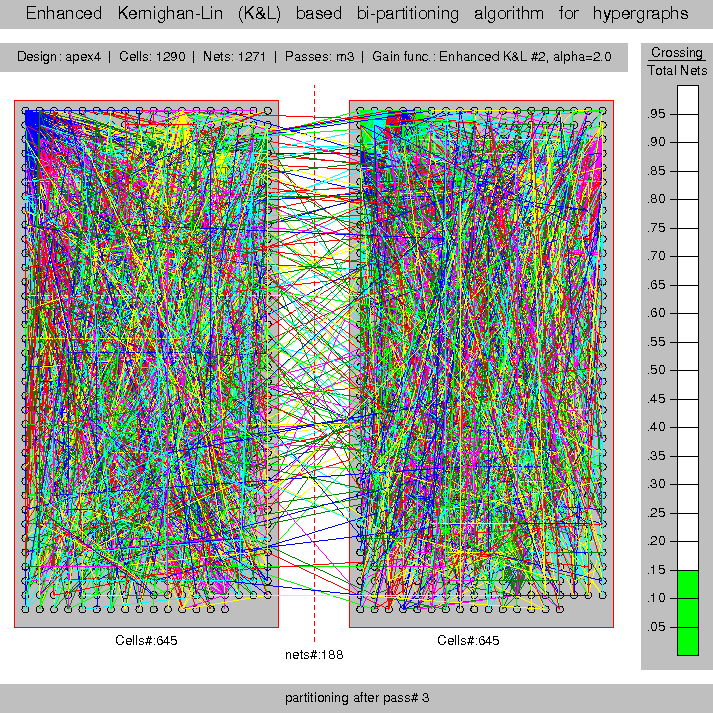 Enhanced Kernighan-Lin (K&L) based bi-partitioning algorithm for hypergraphs
Design: apex4 | Cells: 1290 | Nets: 1271 | Passes: m3 | Gain func.: Enhanced K&L #2, alpha=2.0
Crossing
Total Nets
.95
.90
.85
.80
.75
.70
.65
.60
.55
.50
.45
.40
.35
.30
.25
.20
.15
.10
.05
Cells#:645
Cells#:645
nets#:188
partitioning after pass# 3